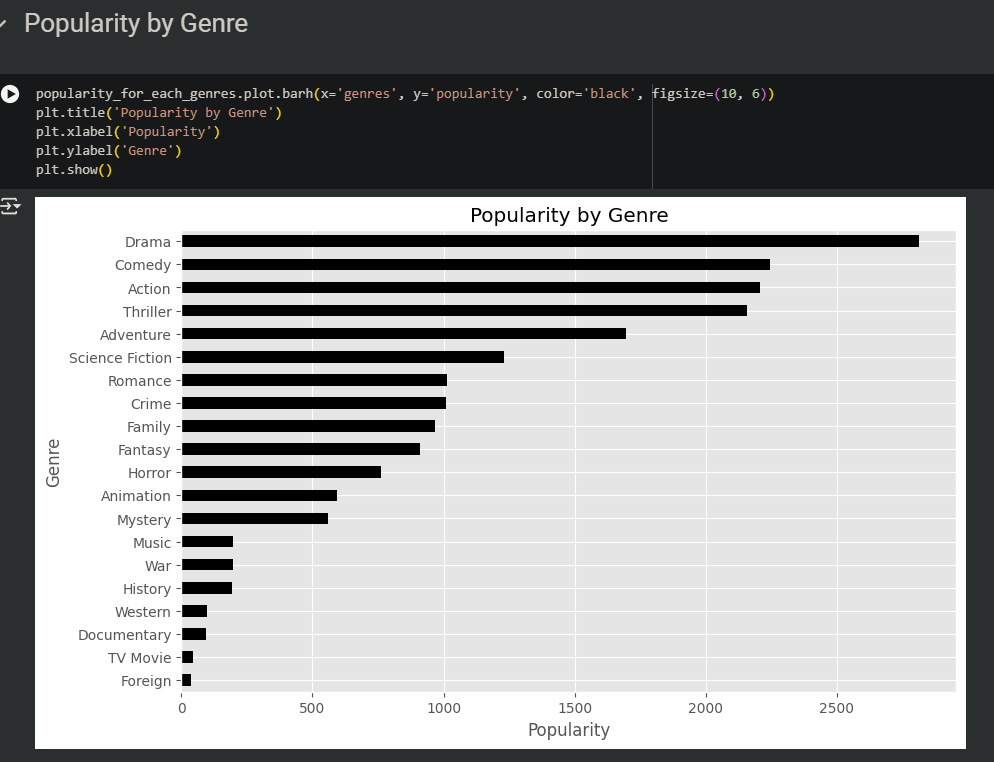 Popularity by Genre
popularity_for_each_genres.plot.barh(x='genres', y='popularity', color='black', figsize=(10, 6))
plt.title('Popularity by Genre')
plt.xlabel('Popularity')
plt.ylabel('Genre')
plt.show()
Popularity by Genre
Drama
Comedy
Action
Thriller
Adventure
Science Fiction
Romance
Crime
Family
Fantasy
Horror
Animation
Mystery
Music
War
History
Western
Documentary
TV Movie
Foreign
Genre
0 500 1000 1500 2000 2500
Popularity